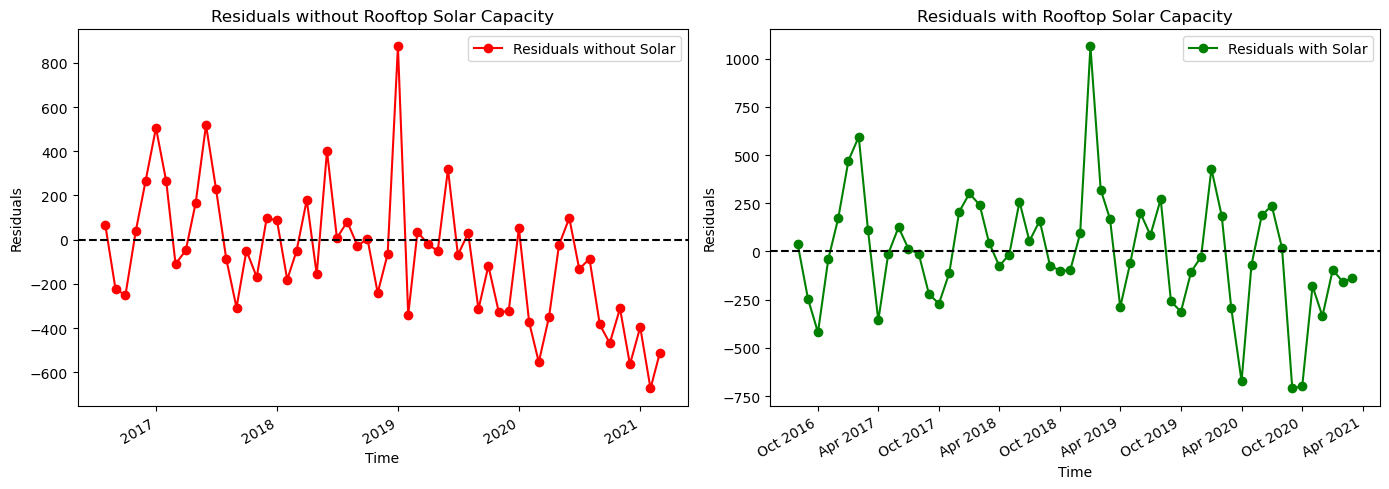 Residuals without Rooftop Solar Capacity
Residuals without Solar
800
600
400
200
0
−200
−400
−600
Residuals
2017
2018
2019
2020
2021
Time
Residuals with Rooftop Solar Capacity
Residuals with Solar
1000
750
500
250
0
−250
−500
−750
Residuals
Oct 2016
Apr 2017
Oct 2017
Apr 2018
Oct 2018
Apr 2019
Oct 2019
Apr 2020
Oct 2020
Apr 2021
Time